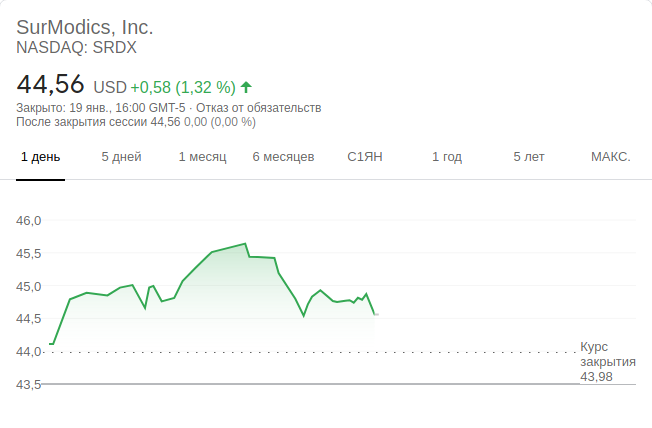 SurModics, Inc.
NASDAQ: SRDX
44,56 USD +0,58 (1,32 %)
Закрыто: 19 янв., 16:00 GMT-5 · Отказ от обязательств
После закрытия сессии 44,56 0,00 (0,00 %)
1 день 5 дней 1 месяц 6 месяцев С1ЯН 1 год 5 лет МАКС.
46,0
45,5
45,0
44,5
44,0
43,5
Курс
закрытия
43,98